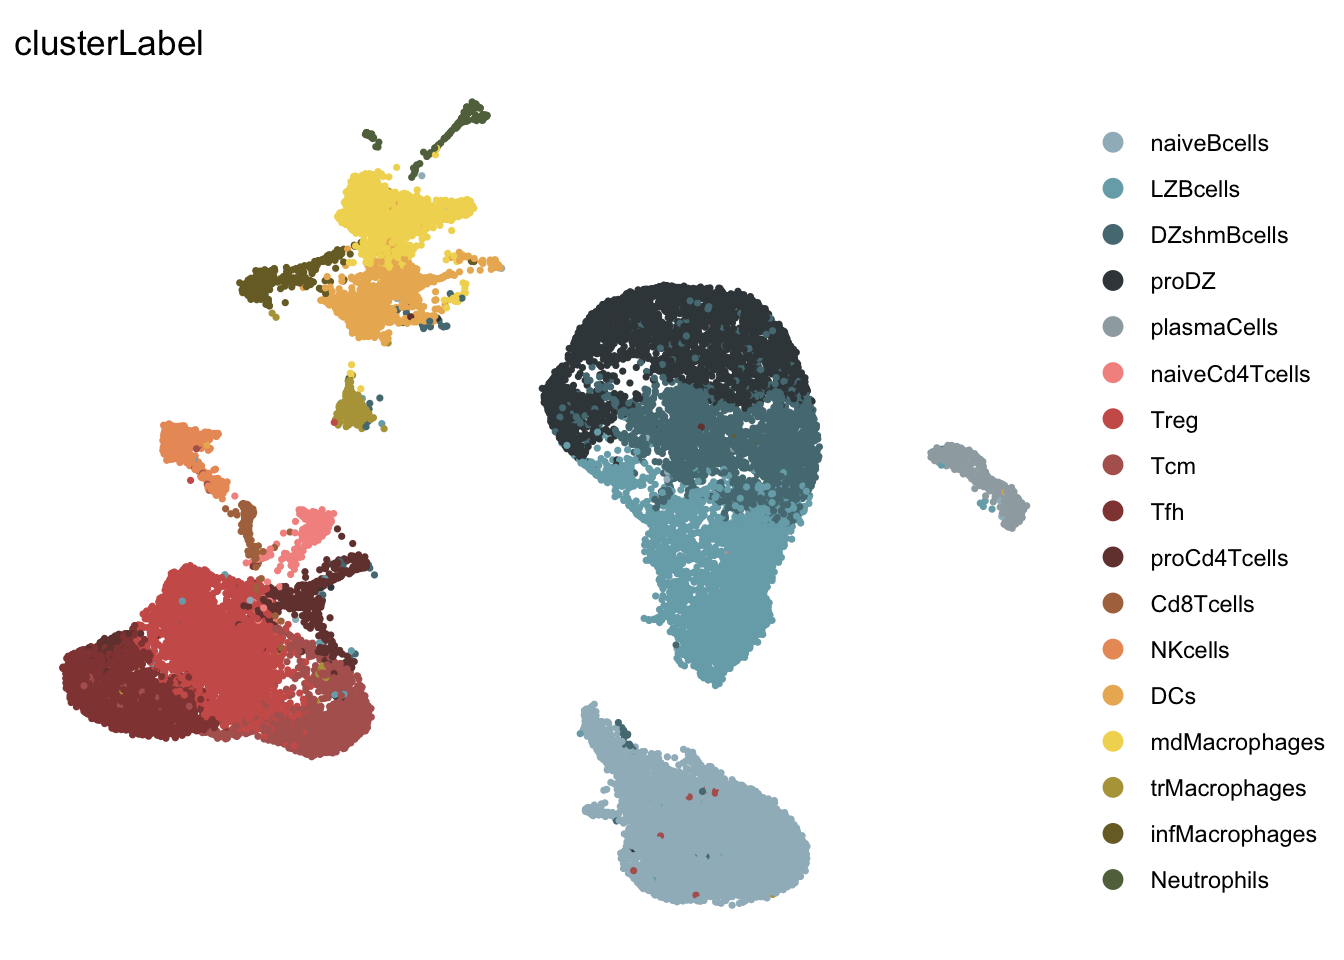 clusterLabel
naiveBcells
LZBcells
DZshmBcells
proDZ
plasmaCells
naiveCd4Tcells
Treg
Tcm
Tfh
proCd4Tcells
Cd8Tcells
NKcells
DCs
mdMacrophages
trMacrophages
infMacrophages
Neutrophils